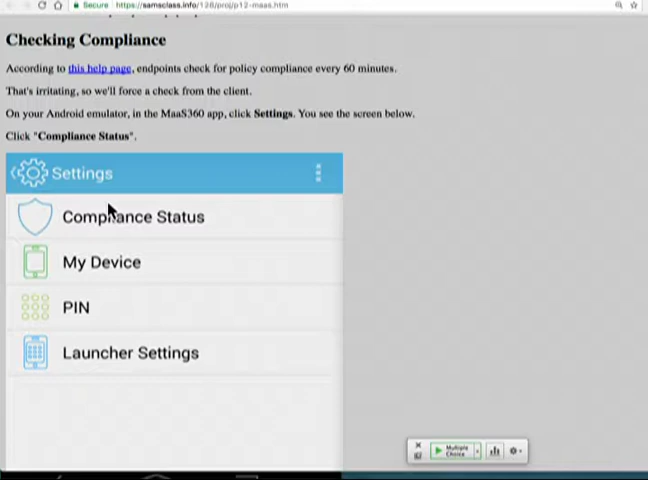 Secure https://samsclass.info/128/proj/p12-maas.htm
Checking Compliance
According to this help page, endpoints check for policy compliance every 60 minutes.
That's irritating, so we'll force a check from the client.
On your Android emulator, in the MaaS360 app, click Settings. You see the screen below.
Click "Compliance Status".
Settings
Compliance Status
My Device
PIN
Launcher Settings
Multiple
Choice